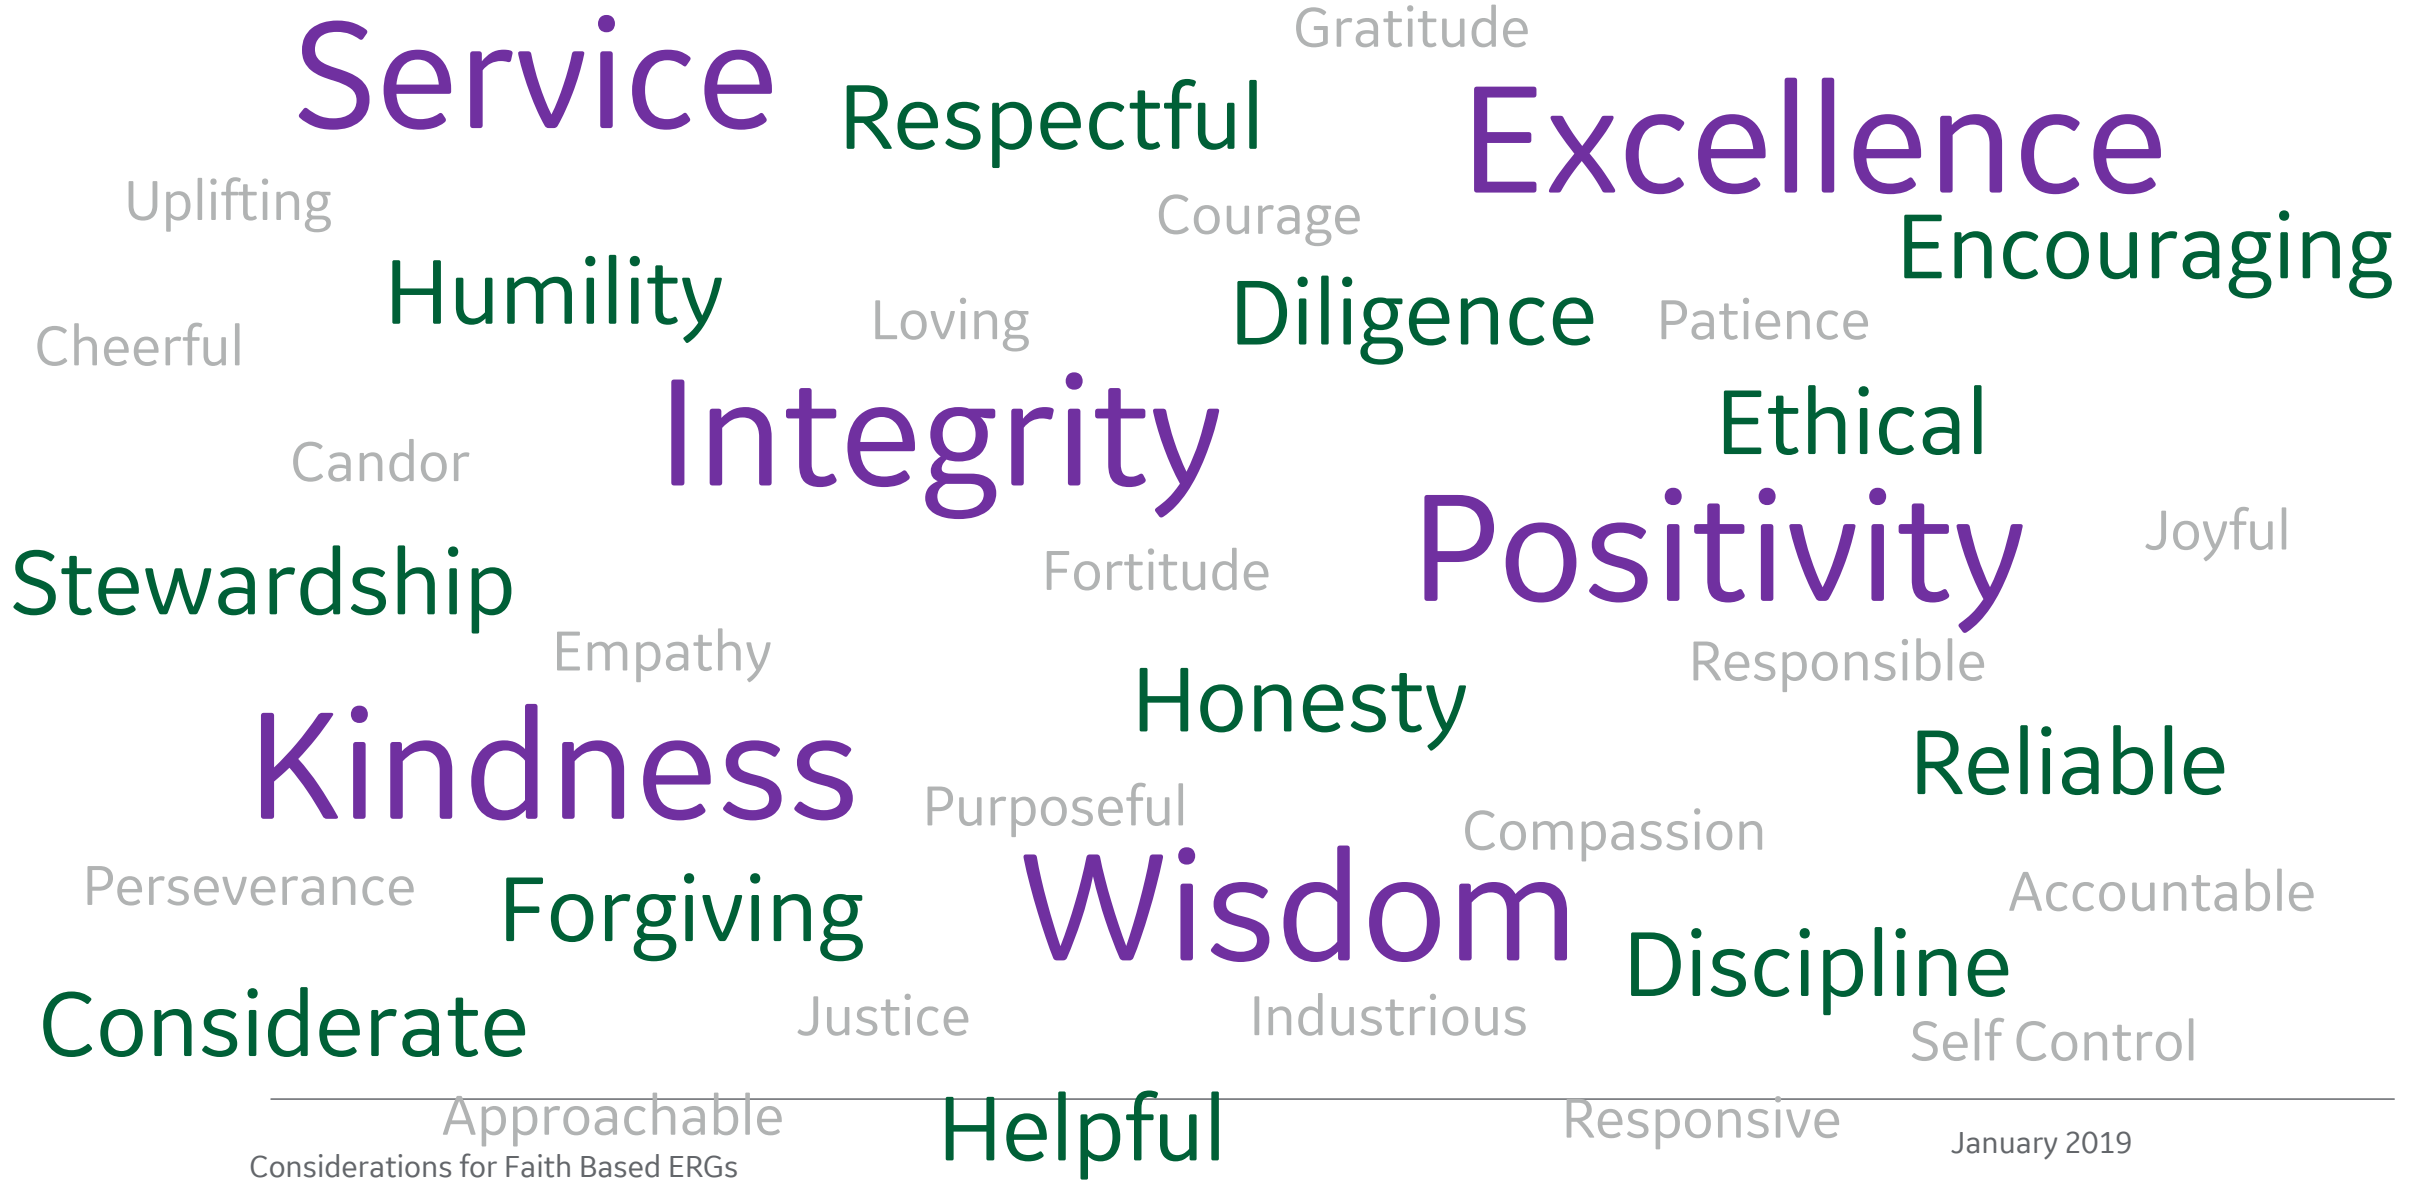 Gratitude
Service
Respectful
Excellence
Uplifting
Courage
Encouraging
Humility
Loving
Diligence
Patience
Cheerful
Integrity
Ethical
Candor
Positivity
Joyful
Stewardship
Fortitude
Empathy
Responsible
Honesty
Kindness
Reliable
Purposeful
Compassion
Perseverance
Forgiving
Wisdom
Accountable
Discipline
Considerate
Justice
Industrious
Self Control
Approachable
Helpful
Responsive
January 2019
Considerations for Faith Based ERGs